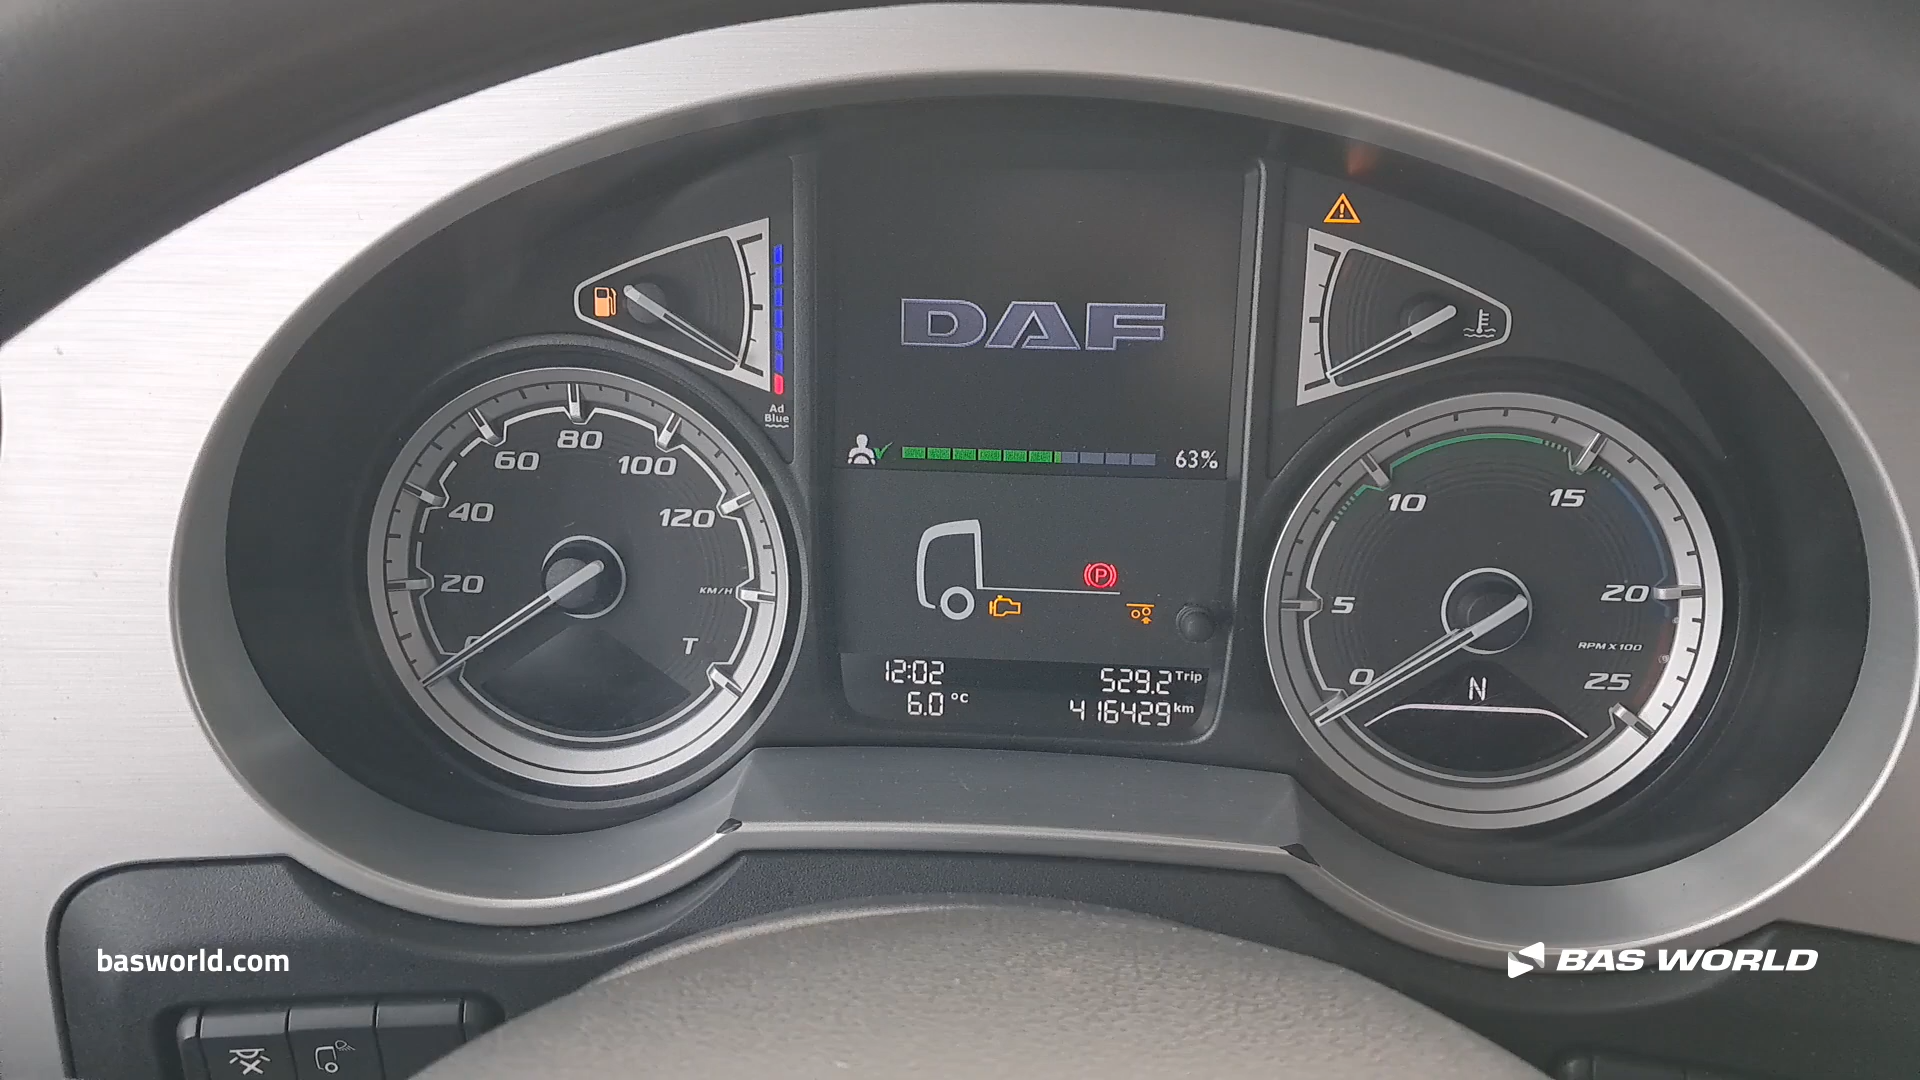 DAF
Ad
Blue
63%
80
60
100
40
120
20
KM/H
0
T
10
15
5
20
RPM X 100
0
25
N
P
12:02
529.2 Trip
6.0 °C
416429 km
basworld.com
BAS WORLD